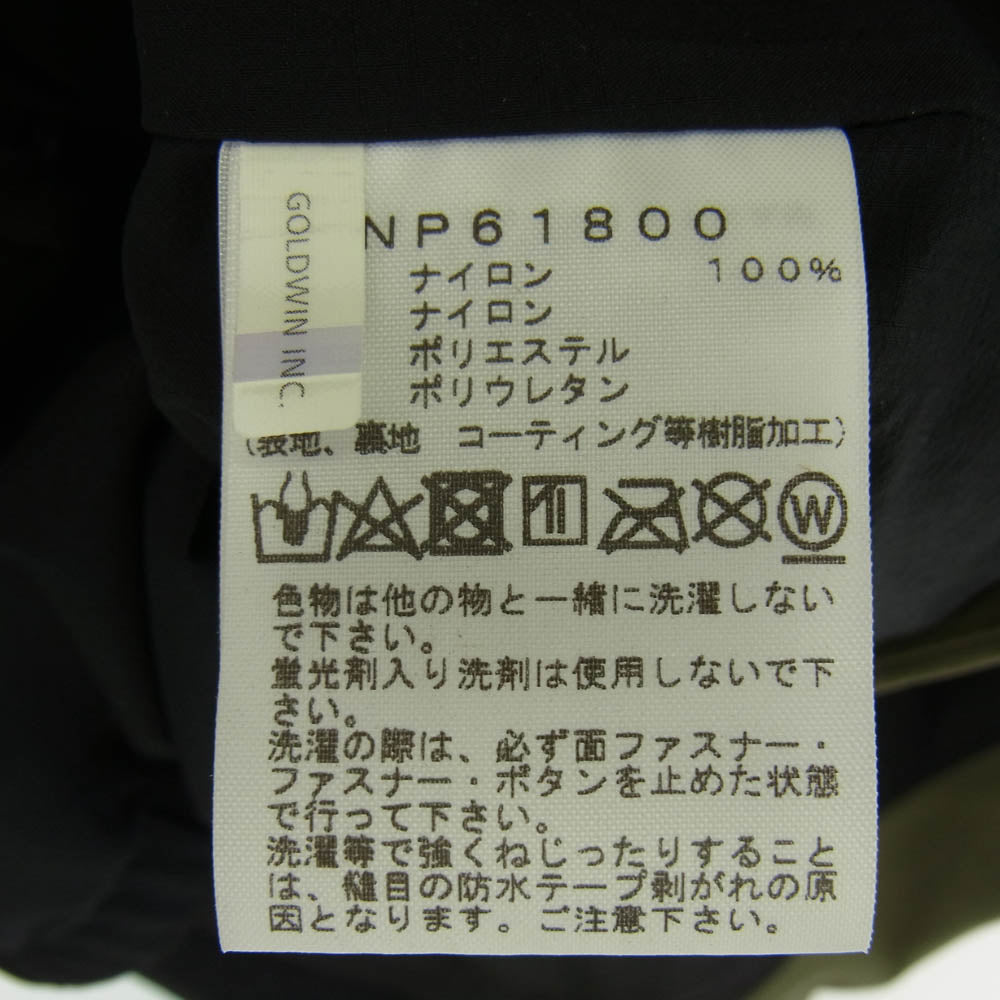 GOLDWIN INC.
NP61800
ナイロン 100%
ナイロン
ポリエステル
ポリウレタン
(表地、裏地 コーティング等樹脂加工)
W
色物は他の物と一緒に洗濯しない
で下さい。
蛍光剤入り洗剤は使用しないで下
さい。
洗濯の際は、必ず面ファスナー・
ファスナー・ボタンを止めた状態
で行って下さい。
洗濯等で強くねじったりすること
は、縫目の防水テープ剥がれの原
因となります。ご注意下さい。